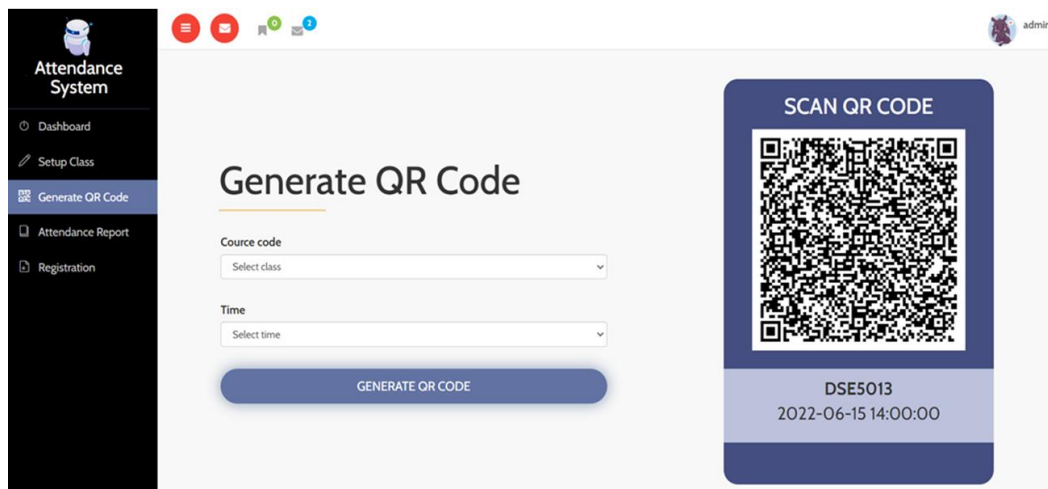 Attendance
System
Dashboard
Setup Class
Generate QR Code
Attendance Report
Registration
0
2
admin
Generate QR Code
Cource code
Select class
Time
Select time
GENERATE QR CODE
SCAN QR CODE
DSE5013
2022-06-15 14:00:00